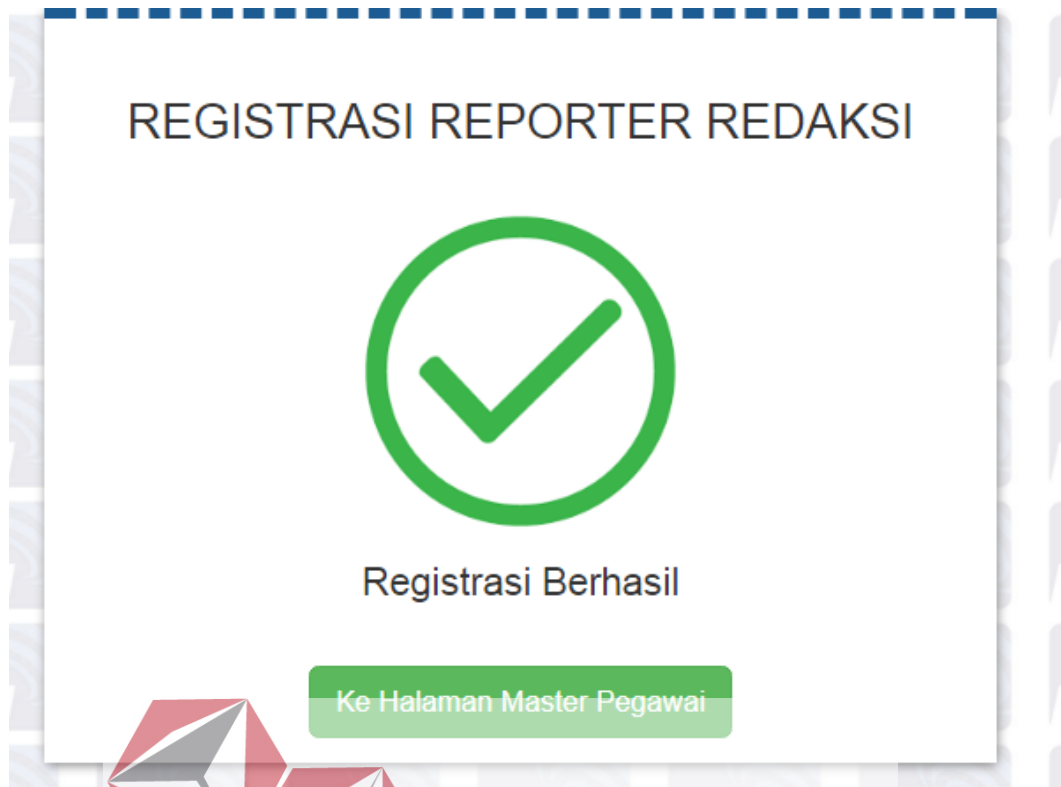 REGISTRASI REPORTER REDAKSI
Registrasi Berhasil
Ke Halaman Master Pegawai